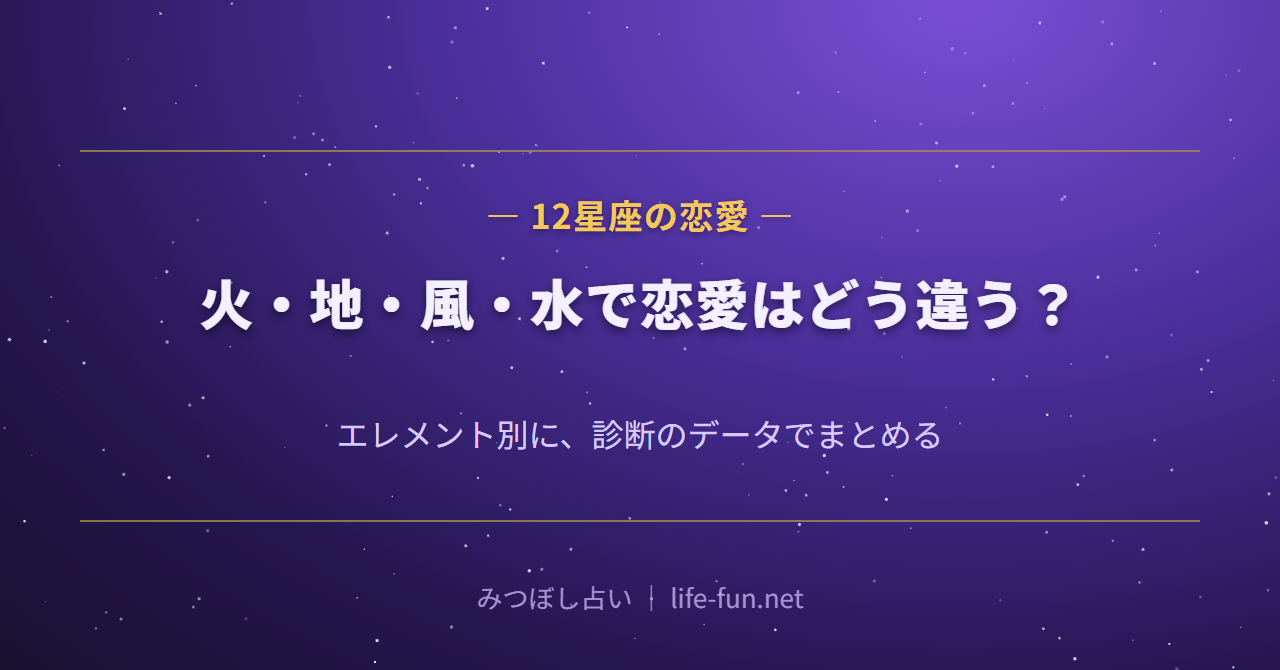 — 12星座の恋愛 —
火・地・風・水で恋愛はどう違う？
エレメント別に、診断のデータでまとめる
みつぼし占い ｜ life-fun.net